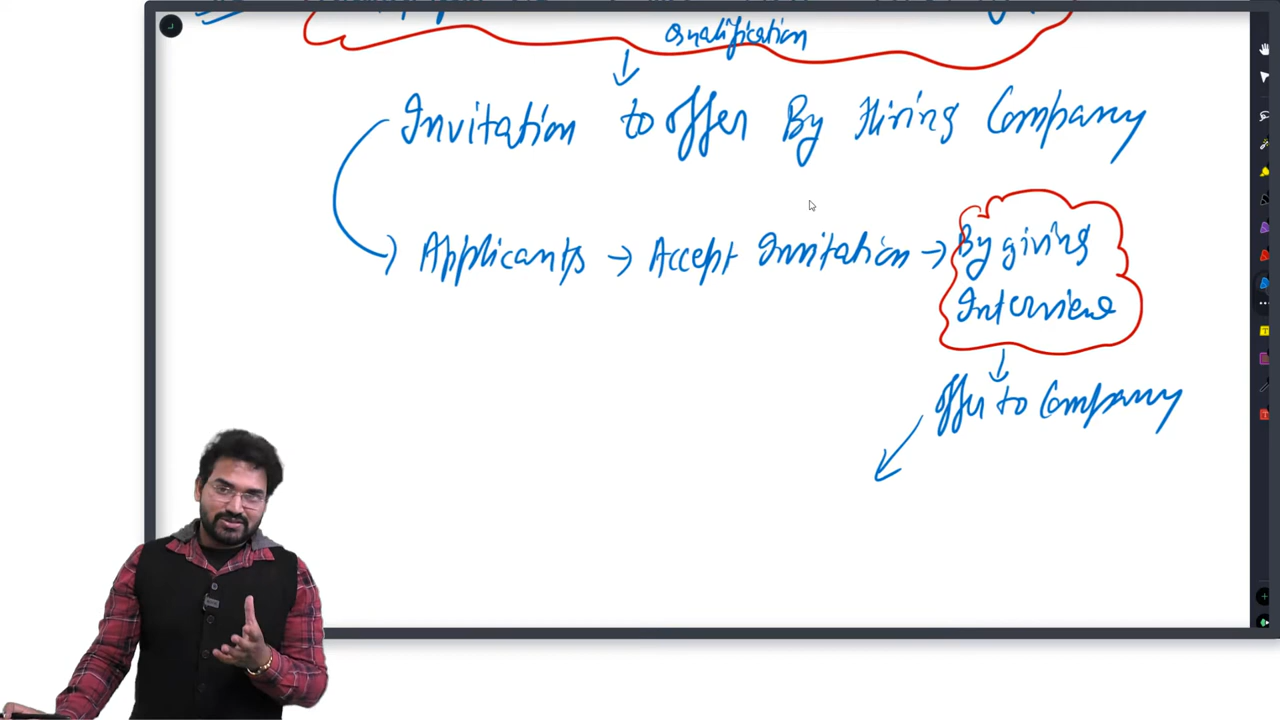 qualification
Invitation to offer By Hiring Company
Applicants → Accept Invitation → By giving
Interview
offer to Company